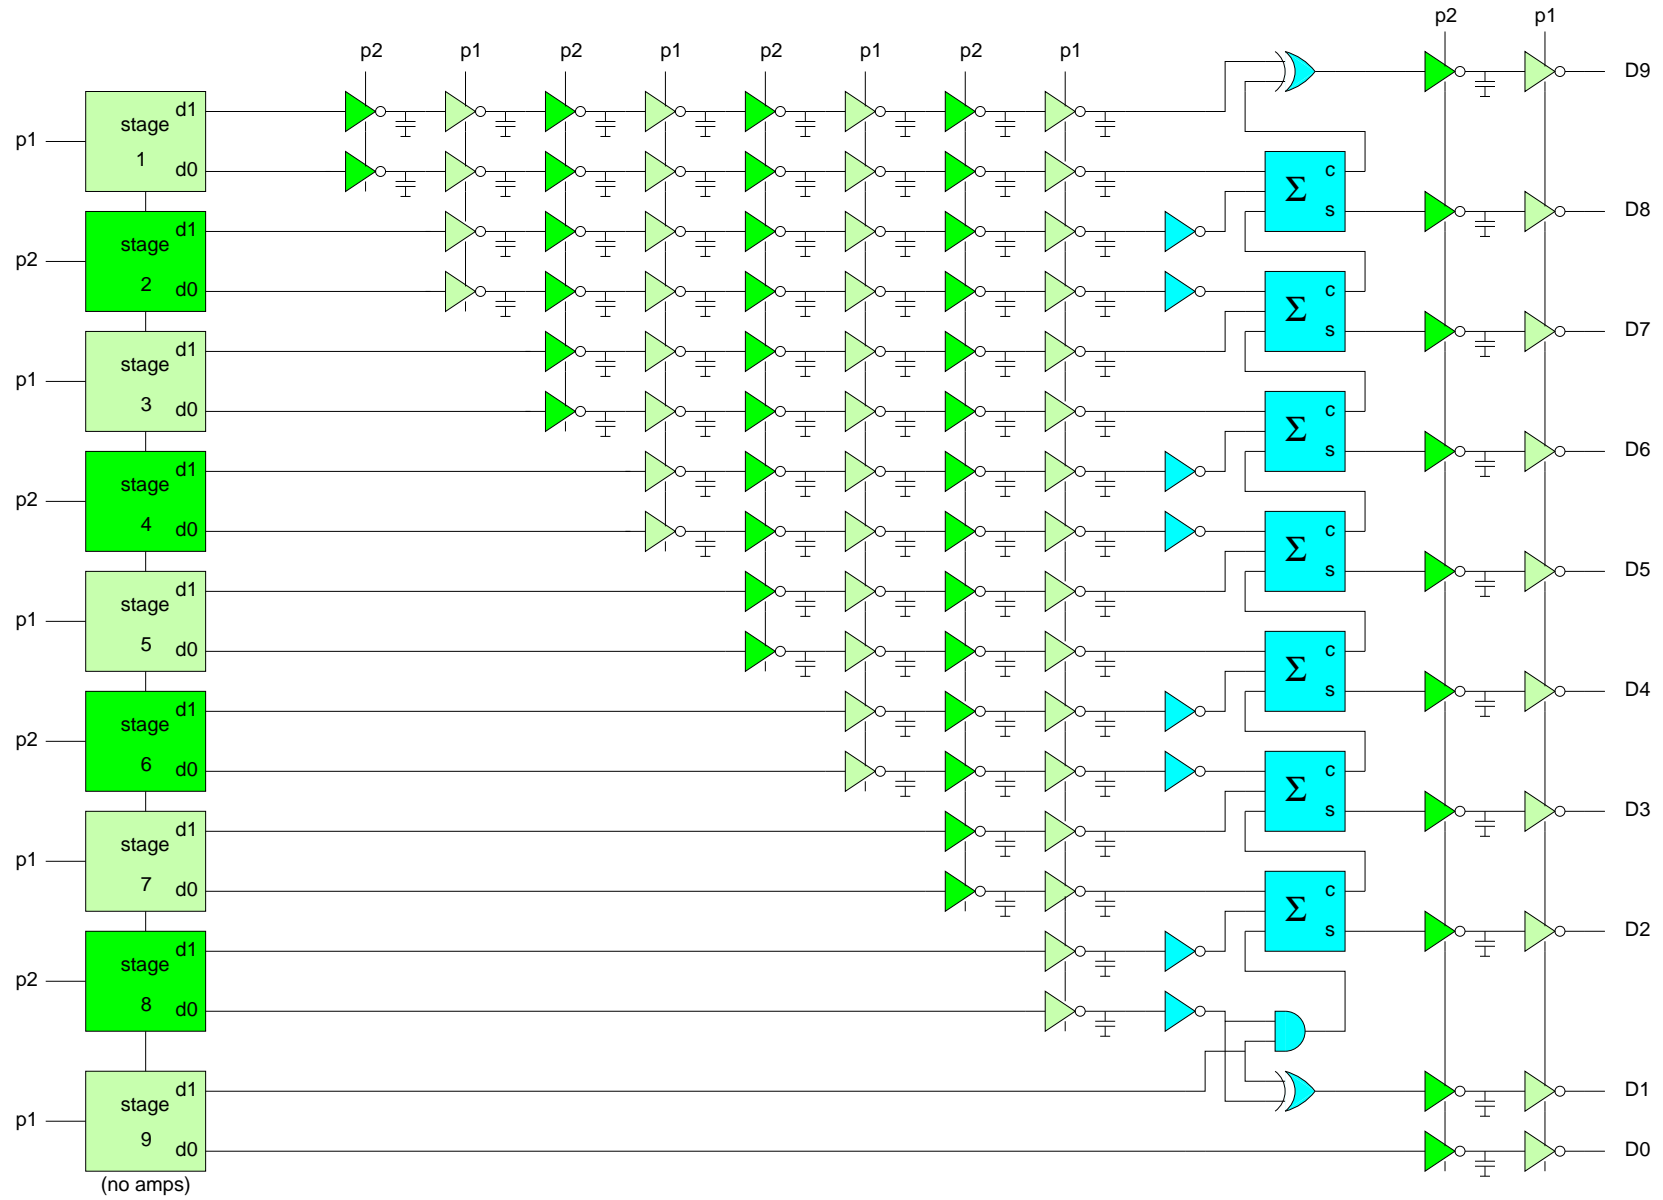 p2 p1
p2 p1 p2 p1 p2 p1 p2 p1
D9
d1
stage
p1
1
d0
c
Σ
s
D8
d1
stage
p2
2
d0
c
Σ
s
D7
d1
stage
p1
3
d0
c
Σ
s
D6
d1
stage
p2
4
d0
c
Σ
s
D5
d1
stage
p1
5
d0
c
Σ
s
D4
d1
stage
p2
6
d0
c
Σ
s
D3
d1
stage
p1
7
d0
c
Σ
s
D2
d1
stage
p2
8
d0
d1
D1
stage
p1
9
d0
D0
(no amps)